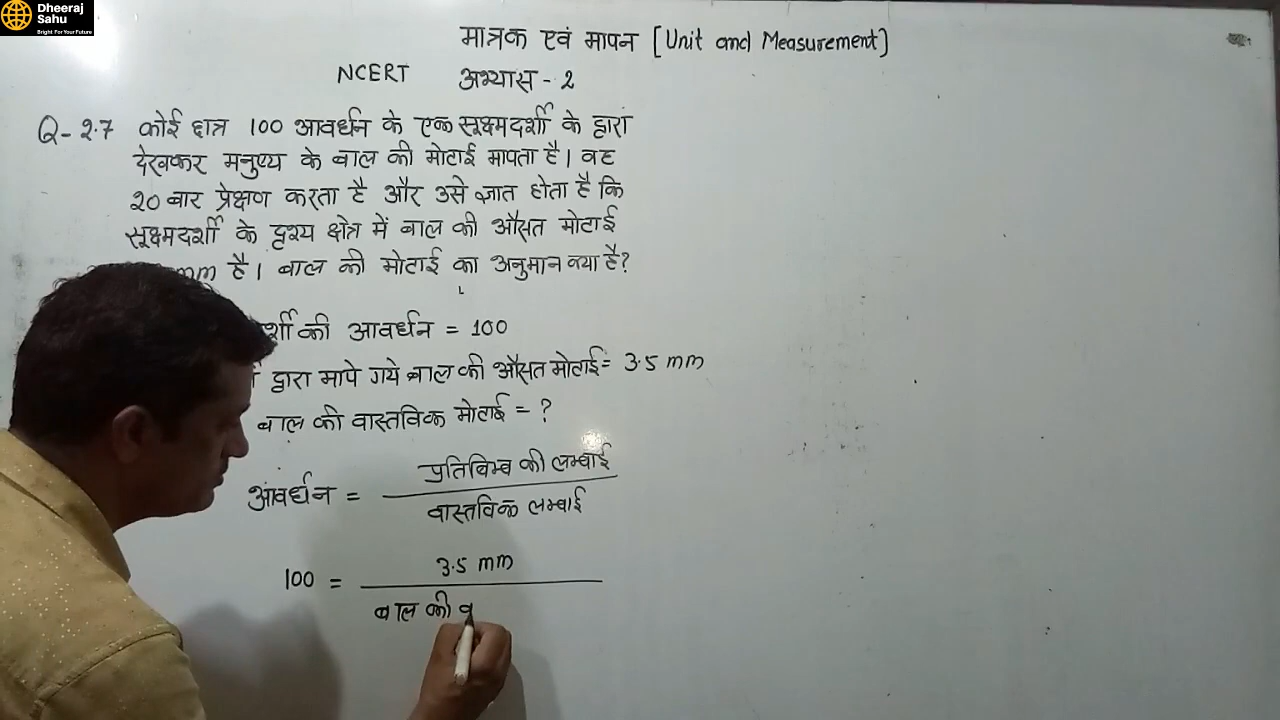 Dheeraj
Sahu
Bright For Your Future
मात्रक एवं मापन [Unit and Measurement]
NCERT अभ्यास - 2
Q- 2.7 कोई छात्र 100 आवर्धन के एक सूक्ष्मदर्शी के द्वारा
देखकर मनुष्य के बाल की मोटाई मापता है। वह
20 बार प्रेक्षण करता है और उसे ज्ञात होता है कि
सूक्ष्मदर्शी के दृश्य क्षेत्र में बाल की औसत मोटाई
mm है। बाल की मोटाई का अनुमान क्या है?
र्शी की आवर्धन = 100
द्वारा मापे गये बाल की औसत मोटाई = 3.5 mm
बाल की वास्तविक मोटाई = ?
आवर्धन = प्रतिविम्ब की लम्बाई
वास्तविक लम्बाई
100 = 3.5 mm
बाल की व